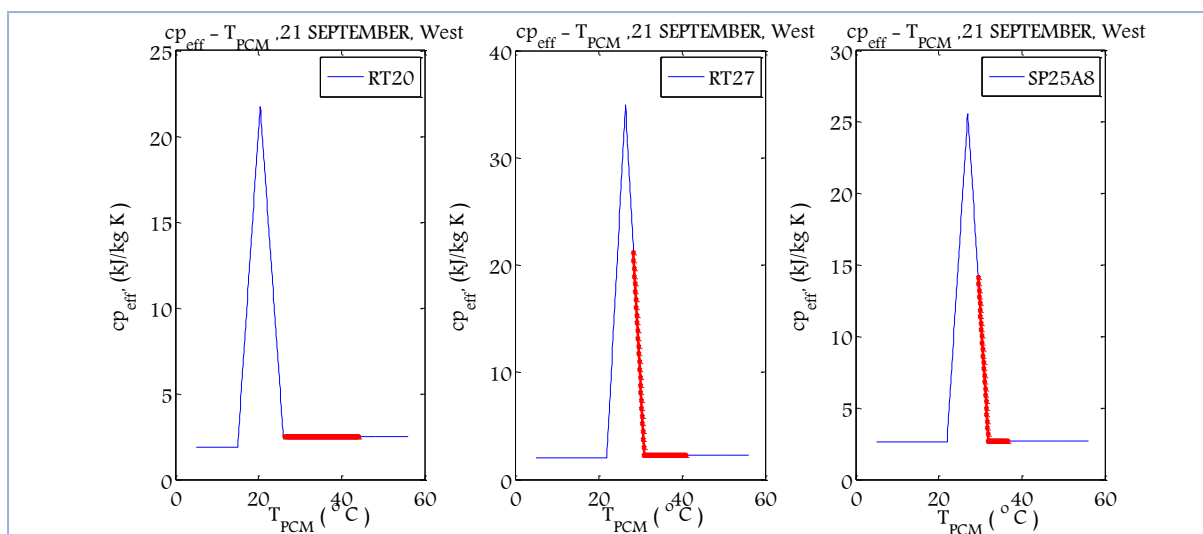 cp_eff – T_PCM ,21 SEPTEMBER, West
RT20
25
20
15
10
5
0
cp_eff, (kJ/kg K)
0 20 40 60
T_PCM ( °C)
cp_eff – T_PCM ,21 SEPTEMBER, West
RT27
40
30
20
10
0
cp_eff, (kJ/kg K)
0 20 40 60
T_PCM ( °C)
cp_eff – T_PCM ,21 SEPTEMBER, West
SP25A8
30
25
20
15
10
5
0
cp_eff, (kJ/kg K)
0 20 40 60
T_PCM ( °C)